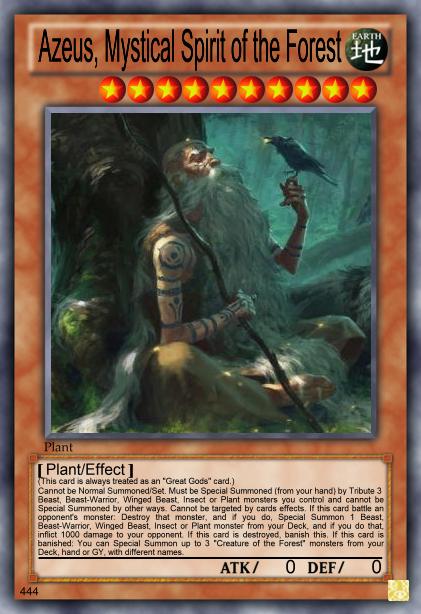 Azeus, Mystical Spirit of the Forest
EARTH
地
Plant
[ Plant/Effect ]
(This card is always treated as an "Great Gods" card.)
Cannot be Normal Summoned/Set. Must be Special Summoned (from your hand) by Tribute 3
Beast, Beast-Warrior, Winged Beast, Insect or Plant monsters you control and cannot be
Special Summoned by other ways. Cannot be targeted by cards effects. If this card battle an
opponent's monster: Destroy that monster, and if you do, Special Summon 1 Beast,
Beast-Warrior, Winged Beast, Insect or Plant monster from your Deck, and if you do that,
inflict 1000 damage to your opponent. If this card is destroyed, banish this. If this card is
banished: You can Special Summon up to 3 "Creature of the Forest" monsters from your
Deck, hand or GY, with different names.
ATK/ 0 DEF/ 0
444